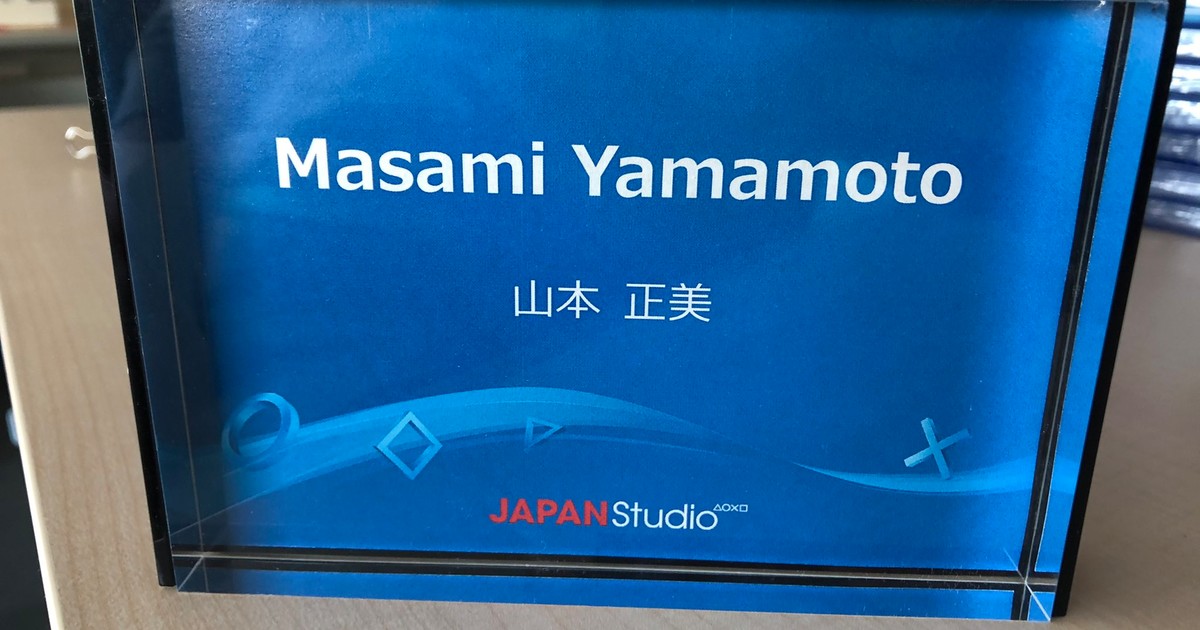 Masami Yamamoto
山本 正美
JAPANStudio △○×□